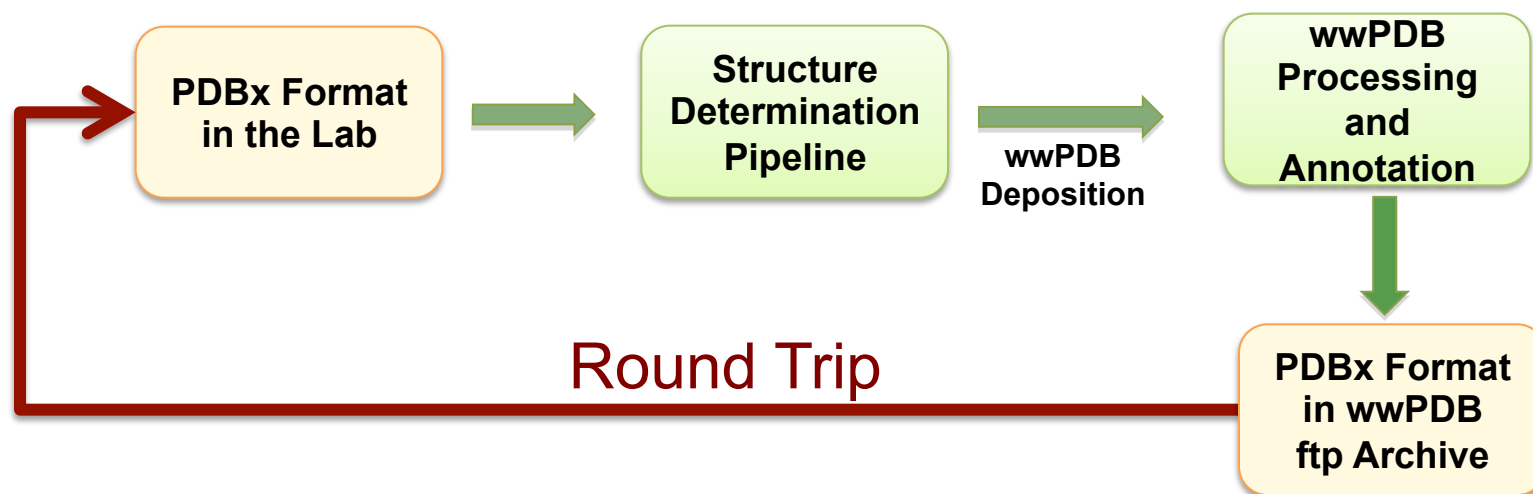 PDBx Format
in the Lab
Structure
Determination
Pipeline
wwPDB
Deposition
wwPDB
Processing
and
Annotation
Round Trip
PDBx Format
in wwPDB
ftp Archive